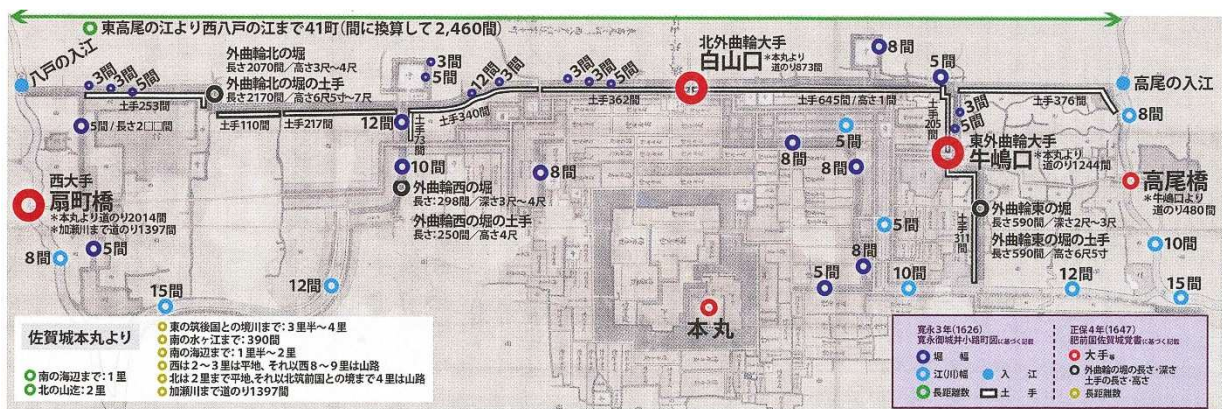 東高尾の江より西八戸の江まで41町(間に換算して2,460間)
八戸の入江
3間
3間
5間
外曲輪北の堀
長さ2070間/高さ3尺〜4尺
外曲輪北の堀の土手
長さ2170間/高さ6尺5寸〜7尺
3間
5間
12間
3間
3間
3間
5間
北外曲輪大手
白山口
*本丸より
道のり873間
8間
5間
高尾の入江
土手253間
土手110間
土手217間
土手340間
土手362間
土手645間/高さ1間
土手205間
土手376間
3間
5間
8間
5間/長さ2□□間
12間
土手73間
10間
8間
8間
5間
8間
東外曲輪大手
牛嶋口
*本丸より
道のり1244間
高尾橋
*牛嶋口より
道のり480間
西大手
扇町橋
*本丸より道のり2014間
*加瀬川まで道のり1397間
外曲輪西の堀
長さ:298間/深さ3尺〜4尺
外曲輪西の堀の土手
長さ:250間/高さ4尺
土手311間
外曲輪東の堀
長さ590間/深さ2尺〜3尺
外曲輪東の堀の土手
長さ590間/高さ6尺5寸
5間
8間
5間
10間
8間
15間
12間
5間
10間
12間
15間
本丸
佐賀城本丸より
南の海辺まで:1里
北の山迄:2里
東の筑後国との境川まで:3里半〜4里
南の水ヶ江まで:390間
南の海辺まで:1里半〜2里
西は2〜3里は平地、それ以西8〜9里は山路
北は2里まで平地、それ以北筑前国との境まで4里は山路
加瀬川まで道のり1397間
寛永3年(1626)
寛永御城幷小路町図に基づく記載
堀 幅
江(川)幅
入 江
長距離数
土 手
正保4年(1647)
肥前国佐賀城覚書に基づく記載
大手等
外曲輪の堀の長さ・深さ
土手の長さ・高さ
長距離数